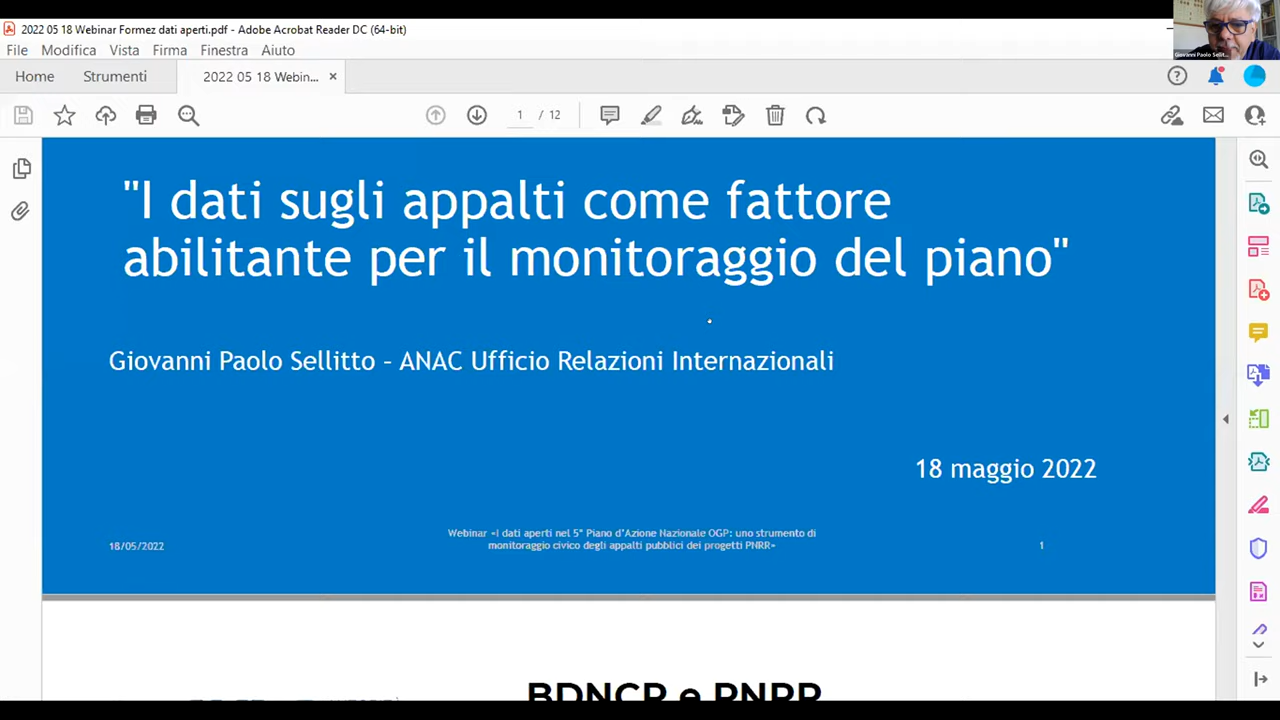 2022 05 18 Webinar Formez dati aperti.pdf - Adobe Acrobat Reader DC (64-bit)
File Modifica Vista Firma Finestra Aiuto
Home Strumenti 2022 05 18 Webin... ×
1 / 12
"I dati sugli appalti come fattore
abilitante per il monitoraggio del piano"
Giovanni Paolo Sellitto – ANAC Ufficio Relazioni Internazionali
18 maggio 2022
Webinar «I dati aperti nel 5° Piano d'Azione Nazionale OGP: uno strumento di
monitoraggio civico degli appalti pubblici dei progetti PNRR»
18/05/2022
1
BDNCP e PNRR
Giovanni Paolo Sellit...